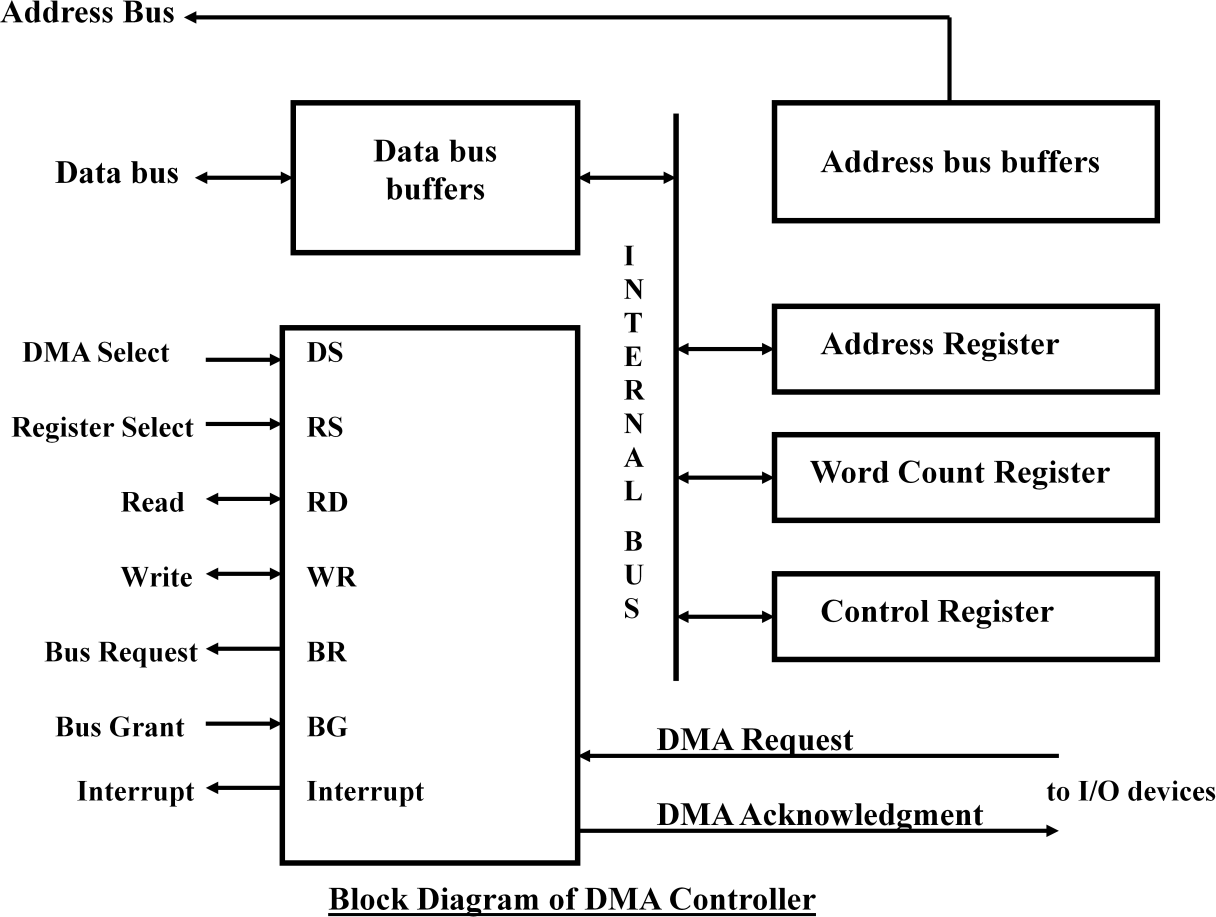 Address Bus
Data bus
Data bus
buffers
Address bus buffers
INTERNAL BUS
Address Register
Word Count Register
Control Register
DMA Select
DS
Register Select
RS
Read
RD
Write
WR
Bus Request
BR
Bus Grant
BG
Interrupt
Interrupt
DMA Request
to I/O devices
DMA Acknowledgment
Block Diagram of DMA Controller